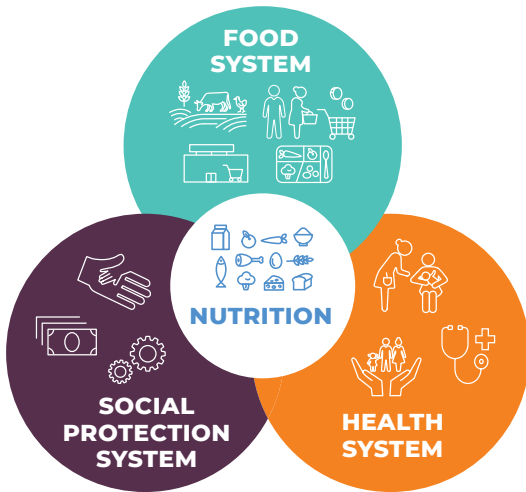 FOOD
SYSTEM
NUTRITION
SOCIAL
PROTECTION
SYSTEM
HEALTH
SYSTEM